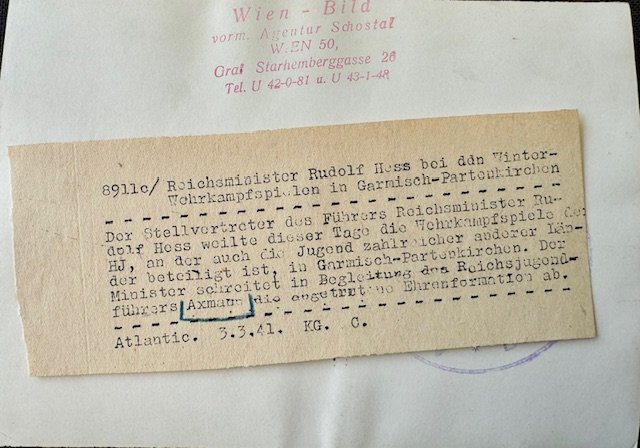 Wien - Bild
vorm. Agentur Schostal
W.EN 50,
Graf Starhemberggasse 26
Tel. U 42-0-81 u. U 43-1-48
8911c/ Reichsminister Rudolf Hess bei ddn Winter-
Wehrkampfspielen in Garmisch-Partenkirchen
Der Stellvertreter des Führers Reichsminister Ru-
dolf Hess weilte dieser Tage die Wehrkampfspiele der
HJ, an der auch die Jugend zahlreicher anderer Län-
der beteiligt ist, in Garmisch-Partenkirchen. Der
Minister schreitet in Begleitung des Reichsjugend-
führers Axmann die angetretene Ehrenformation ab.
Atlantic. 3.3.41. KG. C.